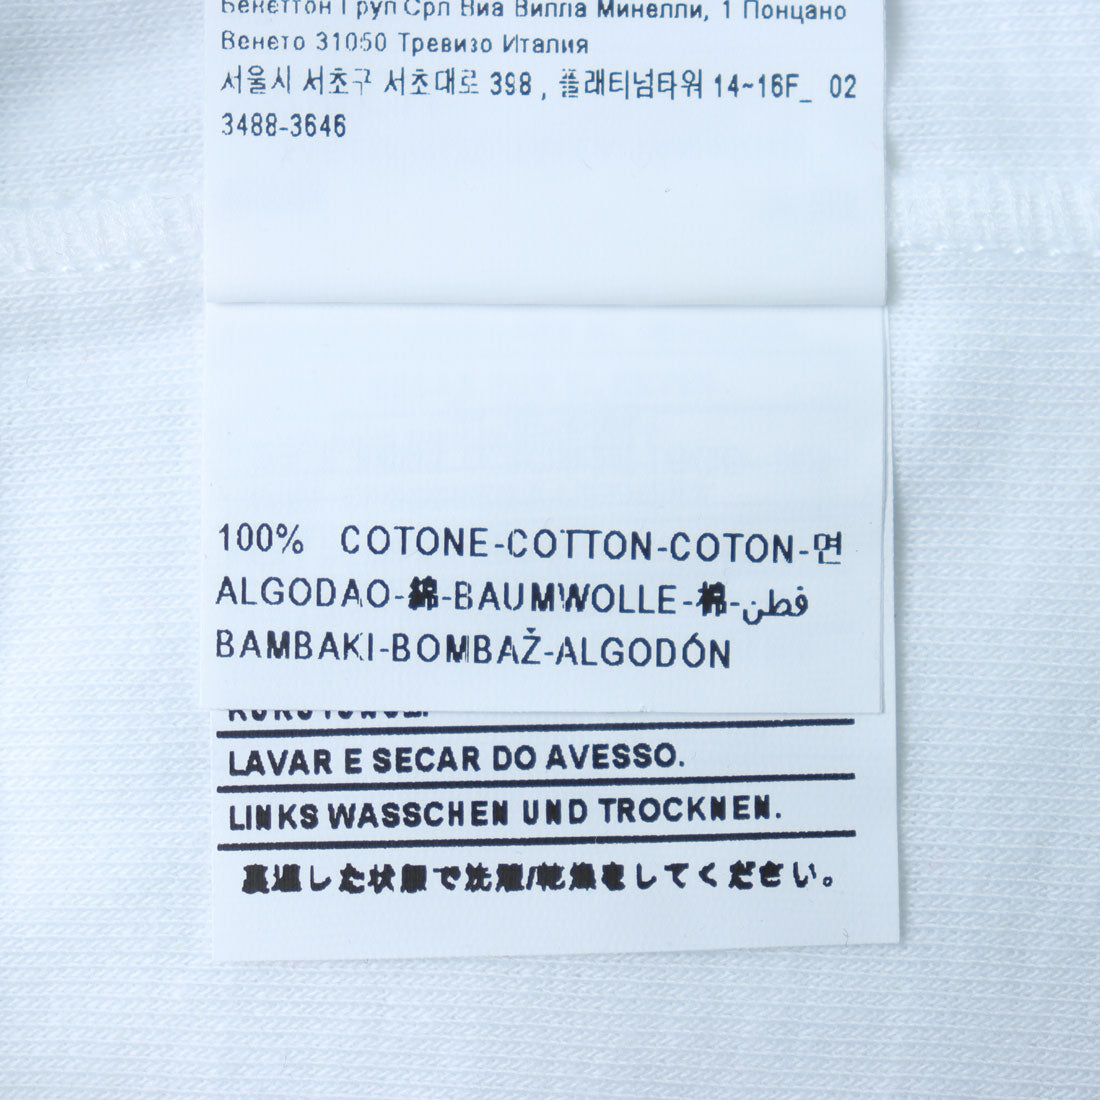 Бенеттон Груп Срл Виа Вилла Минелли, 1 Понцано
Венето 31050 Тревизо Италия
서울시 서초구 서초대로 398 , 플래티넘타워 14~16F_ 02
3488-3646
100% COTONE-COTTON-COTON-면
ALGODAO-綿-BAUMWOLLE-棉-قطن
BAMBAKI-BOMBAŽ-ALGODÓN
LAVAR E SECAR DO AVESSO.
LINKS WASSCHEN UND TROCKNEN.
裏返した状態で洗濯/乾燥をしてください。